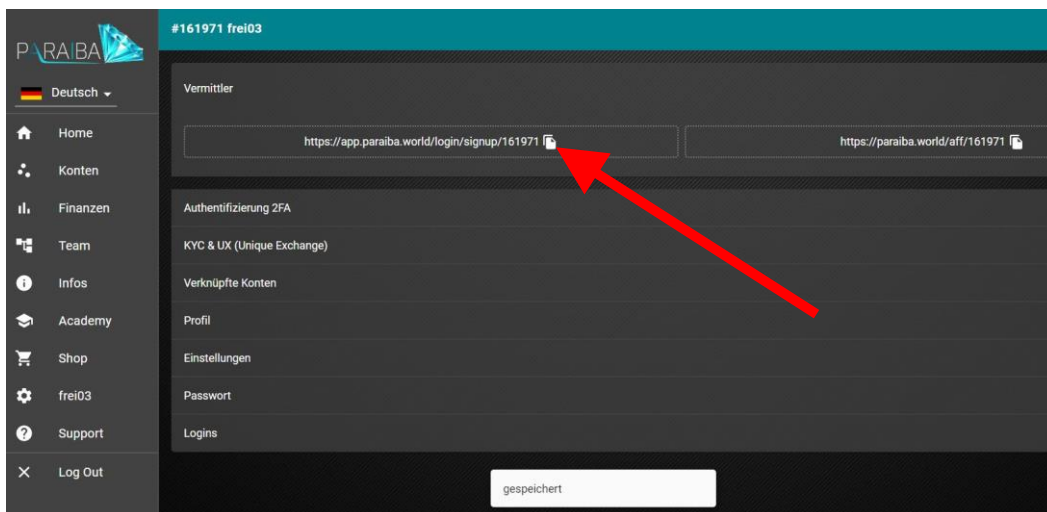 #161971 frei03
PARAIBA
Deutsch
Home
Konten
Finanzen
Team
Infos
Academy
Shop
frei03
Support
Log Out
Vermittler
https://app.paraiba.world/login/signup/161971
https://paraiba.world/aff/161971
Authentifizierung 2FA
KYC & UX (Unique Exchange)
Verknüpfte Konten
Profil
Einstellungen
Passwort
Logins
gespeichert